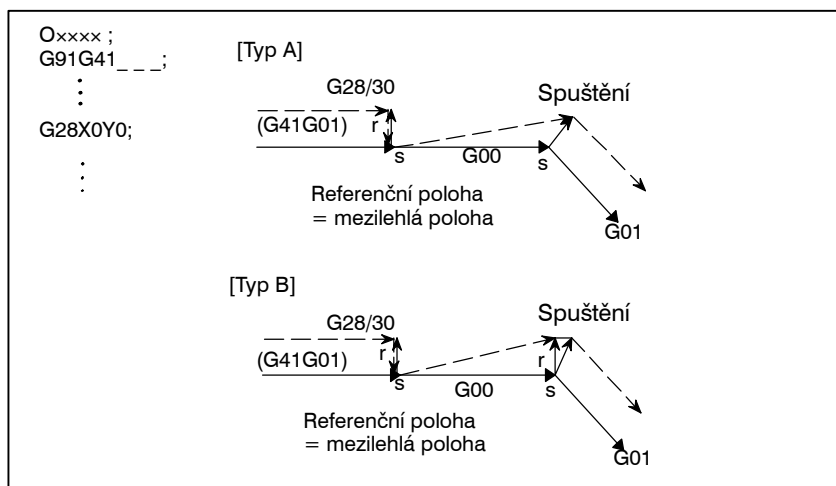 O×××× ;
G91G41_ _ _;
G28X0Y0;
[Typ A]
G28/30
Spuštění
(G41G01)
r
s
G00
s
Referenční poloha
= mezilehlá poloha
G01
[Typ B]
G28/30
Spuštění
(G41G01)
r
r
s
G00
s
Referenční poloha
= mezilehlá poloha
G01